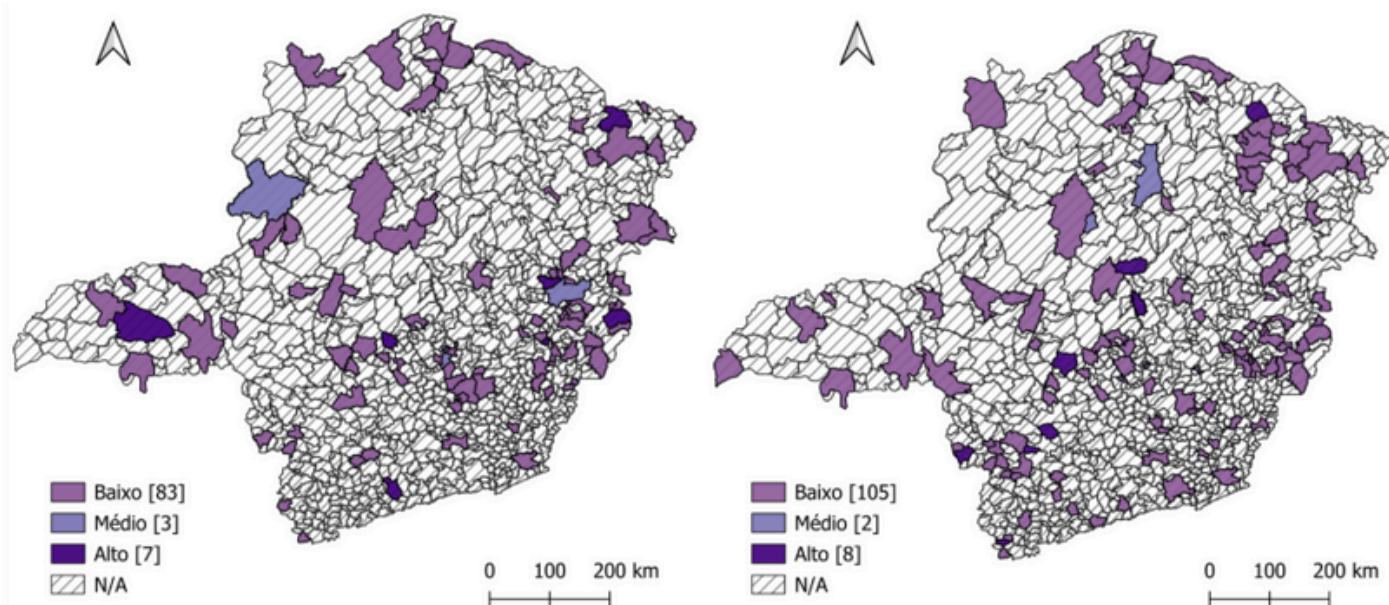 Baixo [83]
Médio [3]
Alto [7]
N/A
0 100 200 km
Baixo [105]
Médio [2]
Alto [8]
N/A
0 100 200 km